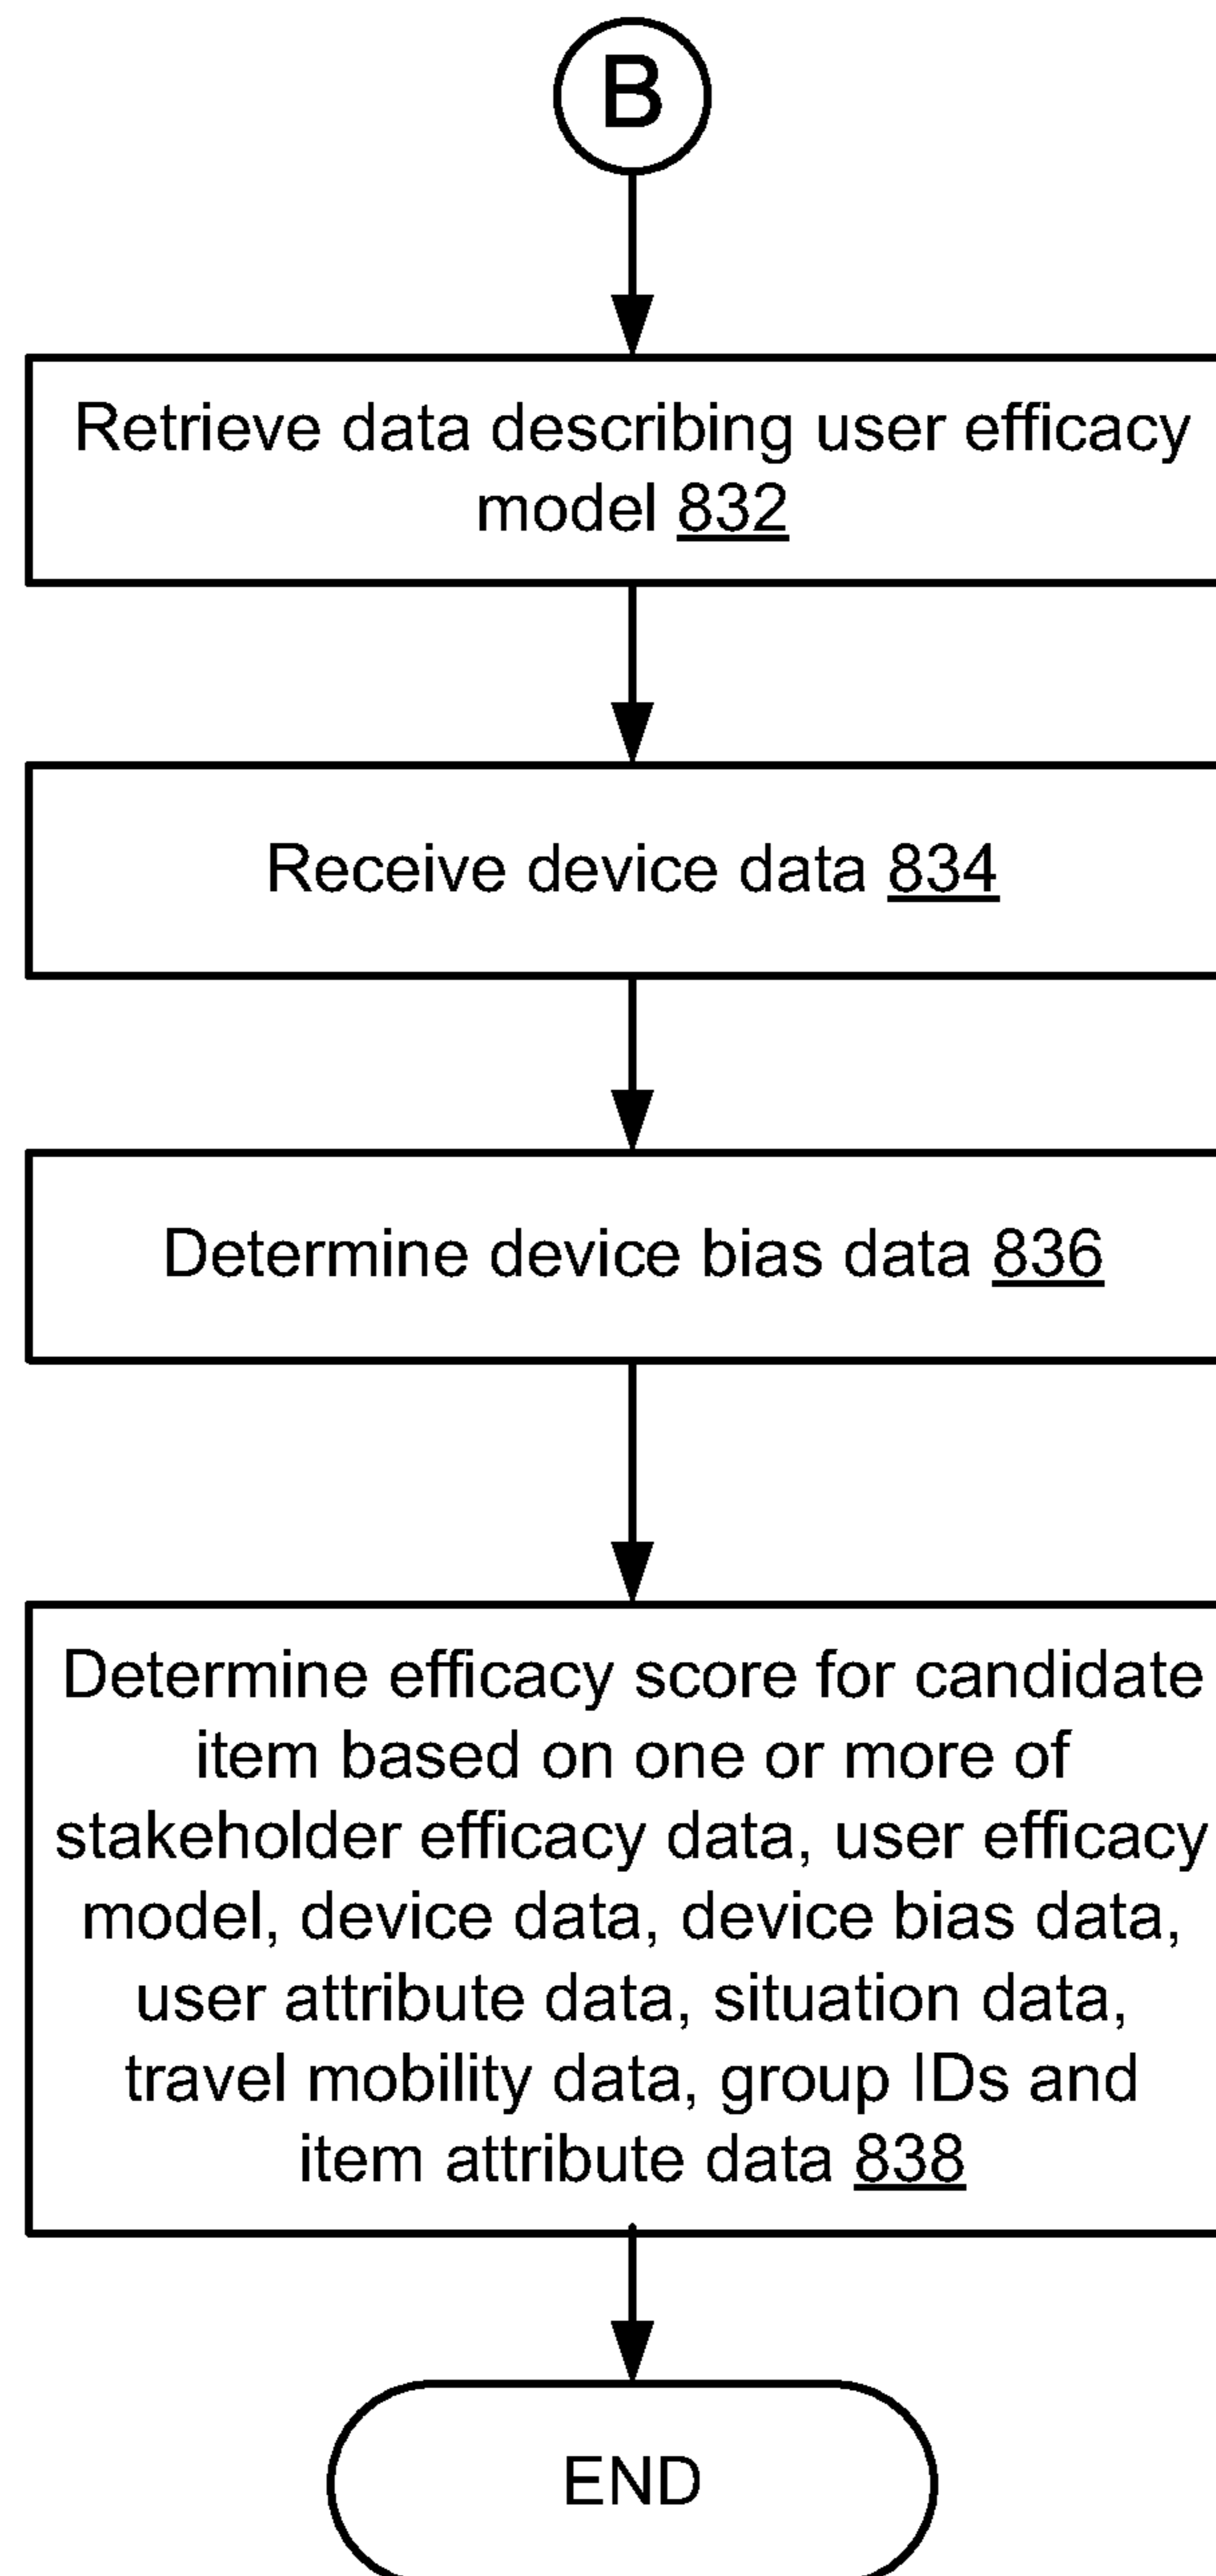 B
Retrieve data describing user efficacy
model 832
Receive device data 834
Determine device bias data 836
Determine efficacy score for candidate
item based on one or more of
stakeholder efficacy data, user efficacy
model, device data, device bias data,
user attribute data, situation data,
travel mobility data, group IDs and
item attribute data 838
END